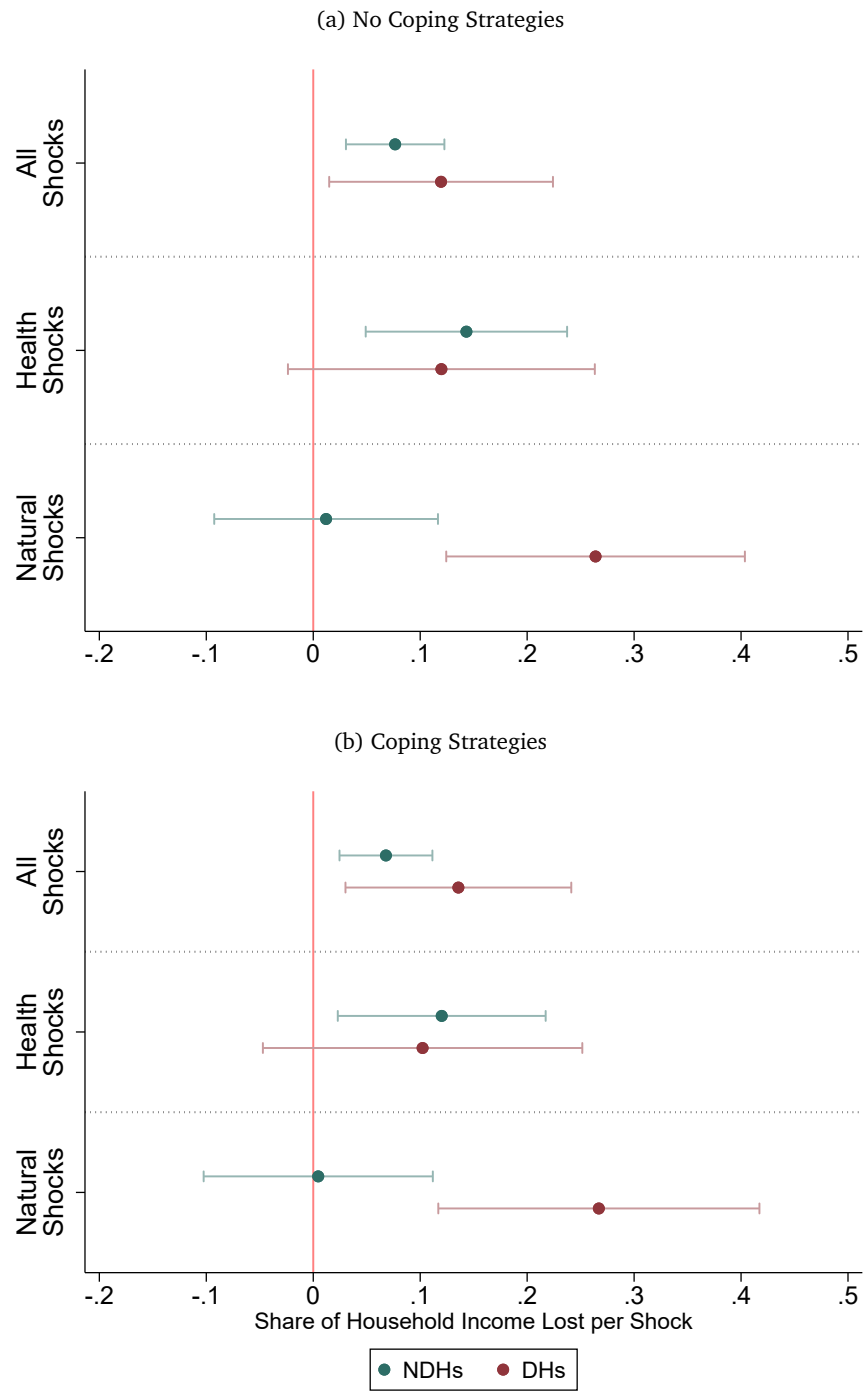 (a) No Coping Strategies
All
Shocks
Health
Shocks
Natural
Shocks
-.2 -.1 0 .1 .2 .3 .4 .5
(b) Coping Strategies
All
Shocks
Health
Shocks
Natural
Shocks
-.2 -.1 0 .1 .2 .3 .4 .5
Share of Household Income Lost per Shock
NDHs DHs